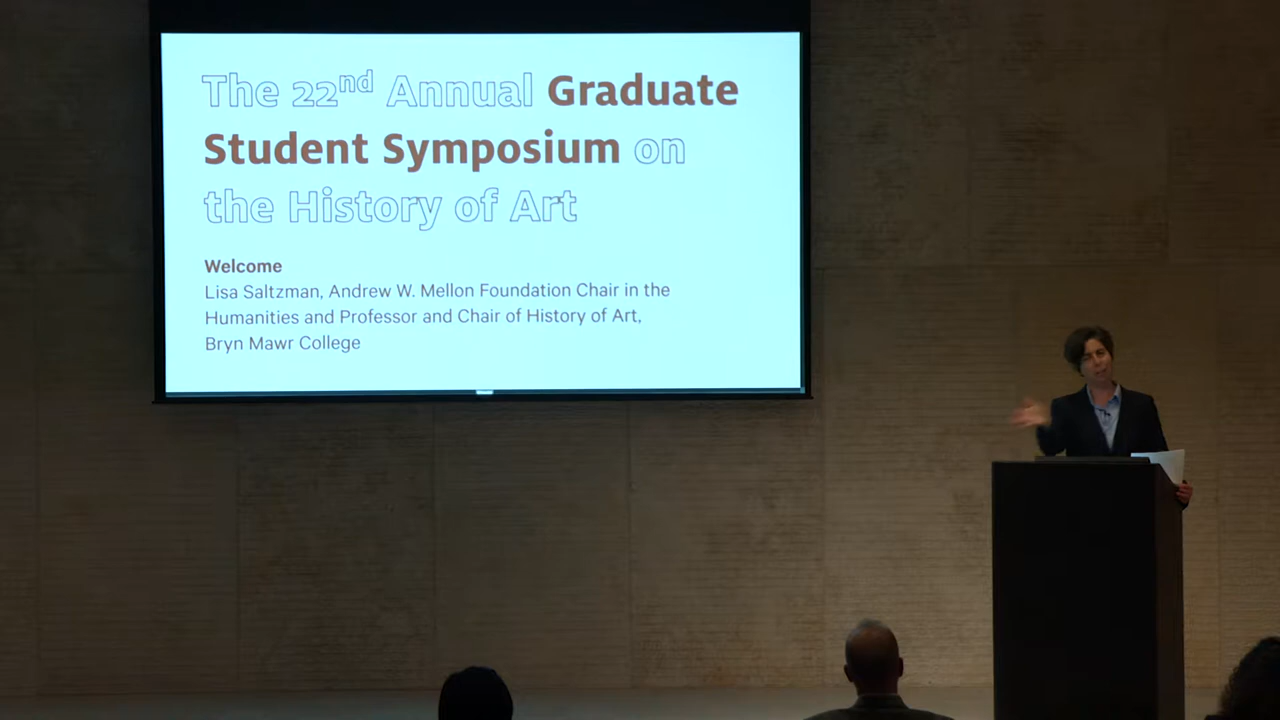 The 22nd Annual Graduate
Student Symposium on
the History of Art
Welcome
Lisa Saltzman, Andrew W. Mellon Foundation Chair in the
Humanities and Professor and Chair of History of Art,
Bryn Mawr College